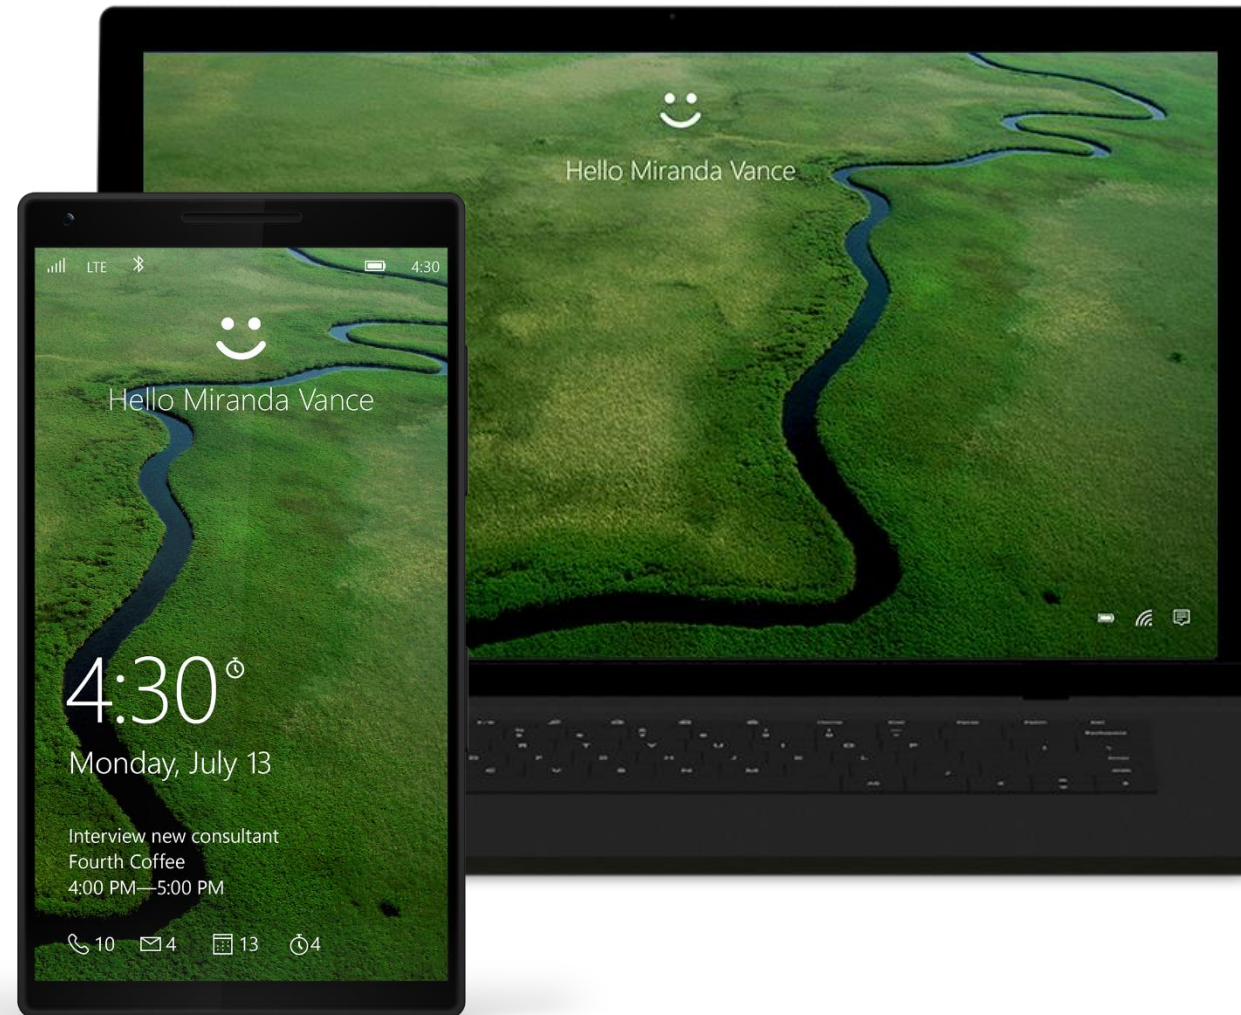 Hello Miranda Vance
LTE 4:30
Hello Miranda Vance
4:30
Monday, July 13
Interview new consultant
Fourth Coffee
4:00 PM—5:00 PM
10 4 13 4